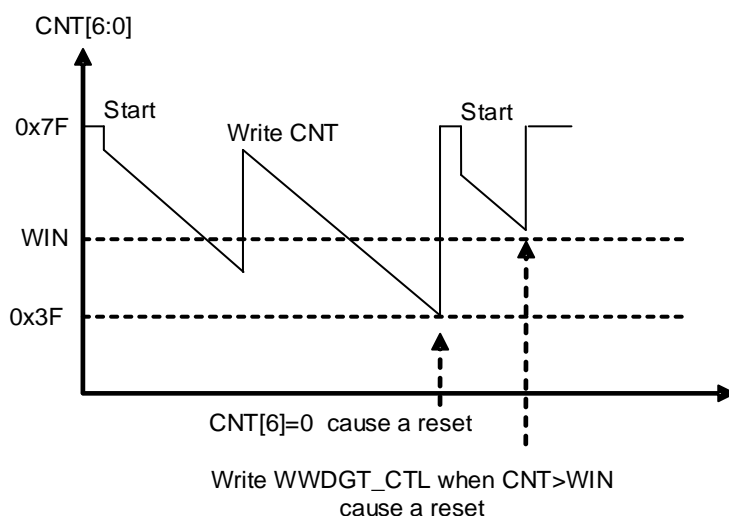 CNT[6:0]
Start
Start
0x7F
Write CNT
WIN
0x3F
CNT[6]=0 cause a reset
Write WWDGT_CTL when CNT>WIN
cause a reset